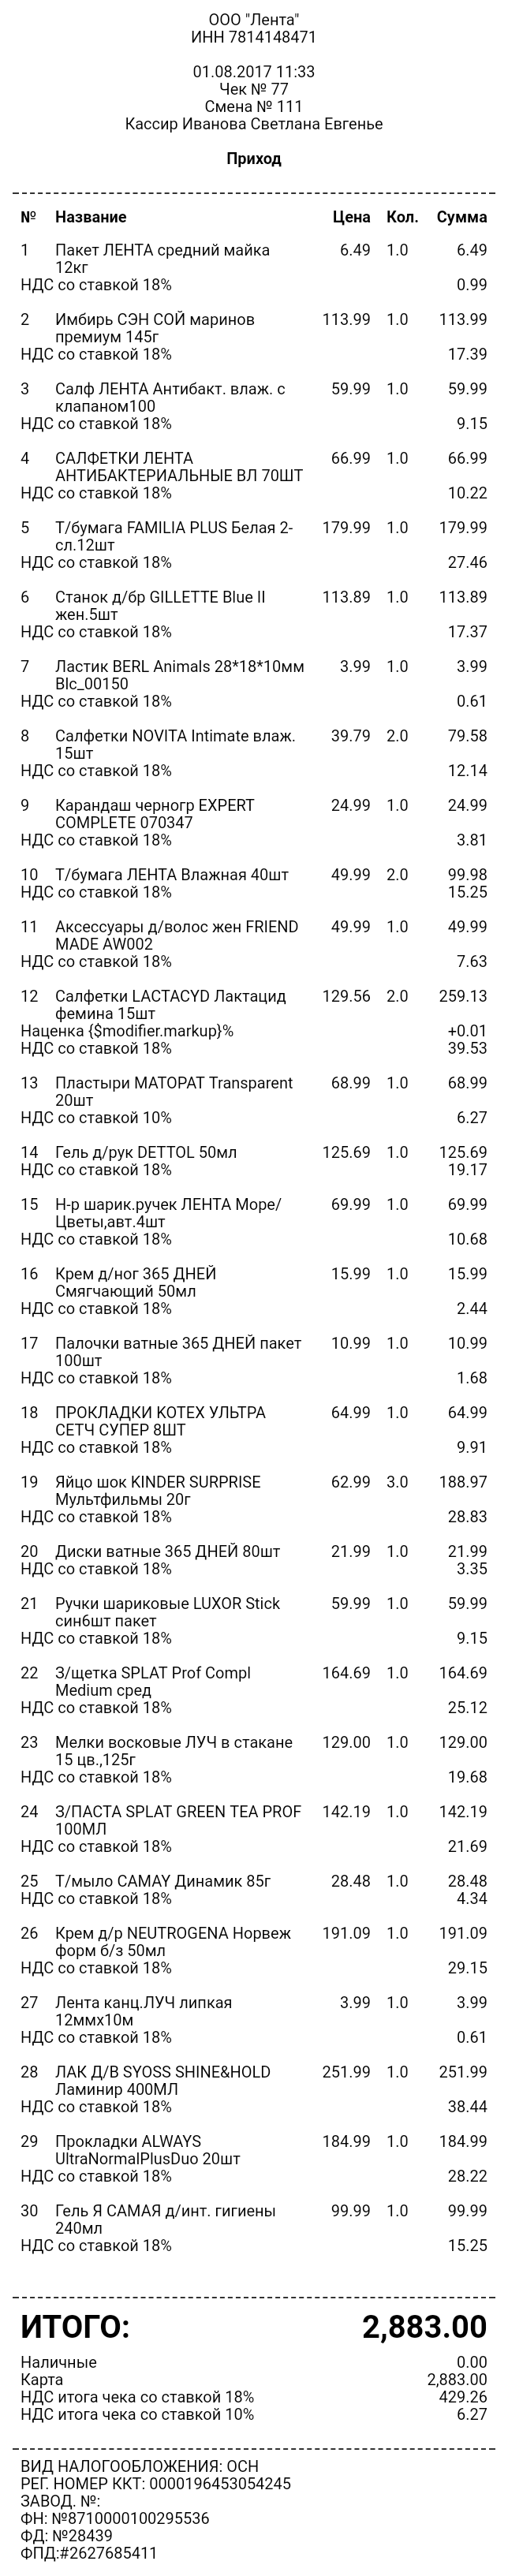 ООО "Лента"
ИНН 7814148471
01.08.2017 11:33
Чек № 77
Смена № 111
Кассир Иванова Светлана Евгенье
Приход
№ Название Цена Кол. Сумма
1 Пакет ЛЕНТА средний майка 6.49 1.0 6.49
12кг
НДС со ставкой 18% 0.99
2 Имбирь СЭН СОЙ маринов 113.99 1.0 113.99
премиум 145г
НДС со ставкой 18% 17.39
3 Салф ЛЕНТА Антибакт. влаж. с 59.99 1.0 59.99
клапаном100
НДС со ставкой 18% 9.15
4 САЛФЕТКИ ЛЕНТА 66.99 1.0 66.99
АНТИБАКТЕРИАЛЬНЫЕ ВЛ 70ШТ
НДС со ставкой 18% 10.22
5 Т/бумага FAMILIA PLUS Белая 2- 179.99 1.0 179.99
сл.12шт
НДС со ставкой 18% 27.46
6 Станок д/бр GILLETTE Blue II 113.89 1.0 113.89
жен.5шт
НДС со ставкой 18% 17.37
7 Ластик BERL Animals 28*18*10мм 3.99 1.0 3.99
Blc_00150
НДС со ставкой 18% 0.61
8 Салфетки NOVITA Intimate влаж. 39.79 2.0 79.58
15шт
НДС со ставкой 18% 12.14
9 Карандаш черногр EXPERT 24.99 1.0 24.99
COMPLETE 070347
НДС со ставкой 18% 3.81
10 Т/бумага ЛЕНТА Влажная 40шт 49.99 2.0 99.98
НДС со ставкой 18% 15.25
11 Аксессуары д/волос жен FRIEND 49.99 1.0 49.99
MADE AW002
НДС со ставкой 18% 7.63
12 Салфетки LACTACYD Лактацид 129.56 2.0 259.13
фемина 15шт
Наценка {$modifier.markup}% +0.01
НДС со ставкой 18% 39.53
13 Пластыри МАТОРАТ Transparent 68.99 1.0 68.99
20шт
НДС со ставкой 10% 6.27
14 Гель д/рук DETTOL 50мл 125.69 1.0 125.69
НДС со ставкой 18% 19.17
15 Н-р шарик.ручек ЛЕНТА Море/ 69.99 1.0 69.99
Цветы,авт.4шт
НДС со ставкой 18% 10.68
16 Крем д/ног 365 ДНЕЙ 15.99 1.0 15.99
Смягчающий 50мл
НДС со ставкой 18% 2.44
17 Палочки ватные 365 ДНЕЙ пакет 10.99 1.0 10.99
100шт
НДС со ставкой 18% 1.68
18 ПРОКЛАДКИ KOTEX УЛЬТРА 64.99 1.0 64.99
СЕТЧ СУПЕР 8ШТ
НДС со ставкой 18% 9.91
19 Яйцо шок KINDER SURPRISE 62.99 3.0 188.97
Мультфильмы 20г
НДС со ставкой 18% 28.83
20 Диски ватные 365 ДНЕЙ 80шт 21.99 1.0 21.99
НДС со ставкой 18% 3.35
21 Ручки шариковые LUXOR Stick 59.99 1.0 59.99
син6шт пакет
НДС со ставкой 18% 9.15
22 З/щетка SPLAT Prof Compl 164.69 1.0 164.69
Medium сред
НДС со ставкой 18% 25.12
23 Мелки восковые ЛУЧ в стакане 129.00 1.0 129.00
15 цв.,125г
НДС со ставкой 18% 19.68
24 З/ПАСТА SPLAT GREEN TEA PROF 142.19 1.0 142.19
100МЛ
НДС со ставкой 18% 21.69
25 Т/мыло CAMAY Динамик 85г 28.48 1.0 28.48
НДС со ставкой 18% 4.34
26 Крем д/р NEUTROGENA Норвеж 191.09 1.0 191.09
форм б/з 50мл
НДС со ставкой 18% 29.15
27 Лента канц.ЛУЧ липкая 3.99 1.0 3.99
12ммх10м
НДС со ставкой 18% 0.61
28 ЛАК Д/В SYOSS SHINE&HOLD 251.99 1.0 251.99
Ламинир 400МЛ
НДС со ставкой 18% 38.44
29 Прокладки ALWAYS 184.99 1.0 184.99
UltraNormalPlusDuo 20шт
НДС со ставкой 18% 28.22
30 Гель Я САМАЯ д/инт. гигиены 99.99 1.0 99.99
240мл
НДС со ставкой 18% 15.25
ИТОГО: 2,883.00
Наличные 0.00
Карта 2,883.00
НДС итога чека со ставкой 18% 429.26
НДС итога чека со ставкой 10% 6.27
ВИД НАЛОГООБЛОЖЕНИЯ: ОСН
РЕГ. НОМЕР ККТ: 0000196453054245
ЗАВОД. №:
ФН: №8710000100295536
ФД: №28439
ФПД:#2627685411